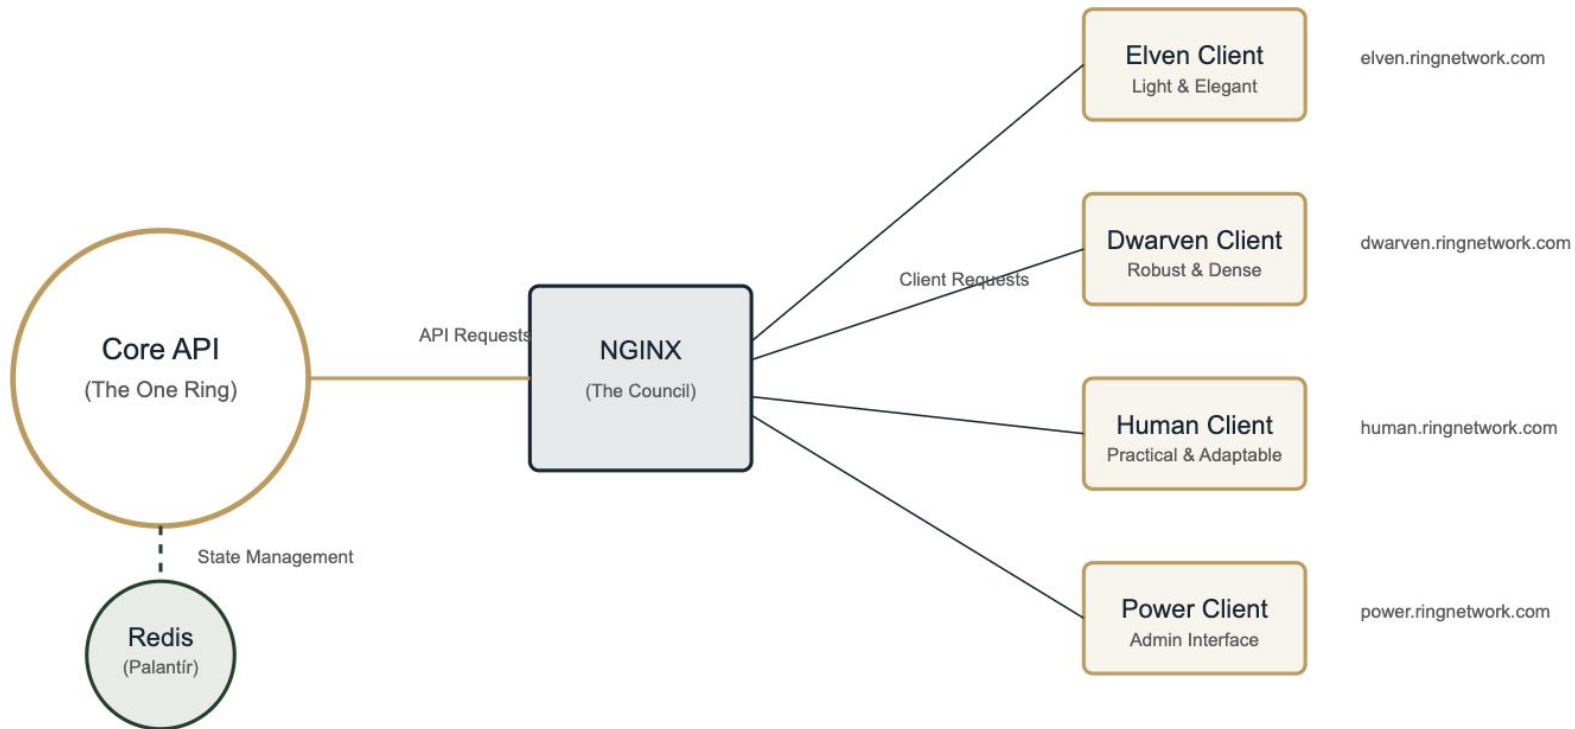 Elven Client
Light & Elegant
elven.ringnetwork.com
Dwarven Client
Robust & Dense
dwarven.ringnetwork.com
Client Requests
API Requests
Core API
(The One Ring)
NGINX
(The Council)
Human Client
Practical & Adaptable
human.ringnetwork.com
State Management
Redis
(Palantír)
Power Client
Admin Interface
power.ringnetwork.com